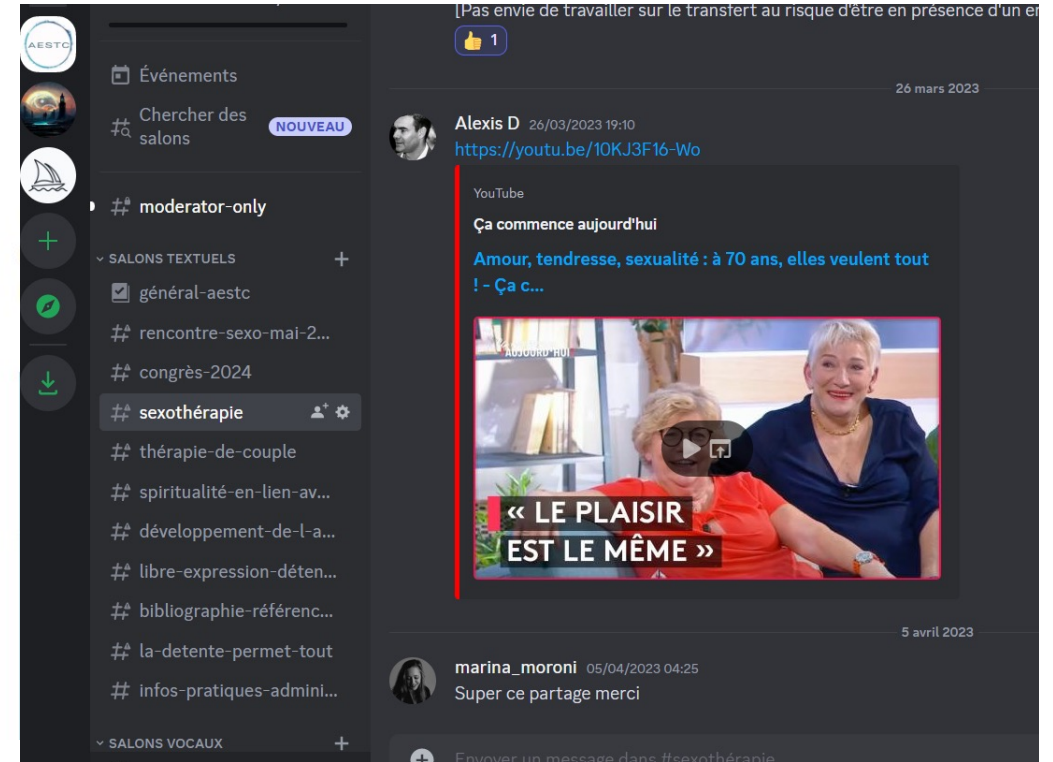 AESTC
Événements
Chercher des
salons
NOUVEAU
moderator-only
SALONS TEXTUELS
général-aestc
rencontre-sexo-mai-2...
congrès-2024
sexothérapie
thérapie-de-couple
spiritualité-en-lien-av...
développement-de-l-a...
libre-expression-déten...
bibliographie-référenc...
la-detente-permet-tout
infos-pratiques-admini...
SALONS VOCAUX
[Pas envie de travailler sur le transfert au risque d'être en présence d'un
1
26 mars 2023
Alexis D 26/03/2023 19:10
https://youtu.be/10KJ3F16-Wo
YouTube
Ça commence aujourd'hui
Amour, tendresse, sexualité : à 70 ans, elles veulent tout
! - Ça c...
AUJOURD'HUI
« LE PLAISIR
EST LE MÊME »
5 avril 2023
marina_moroni 05/04/2023 04:25
Super ce partage merci
Envoyer un message dans #sexothérapie